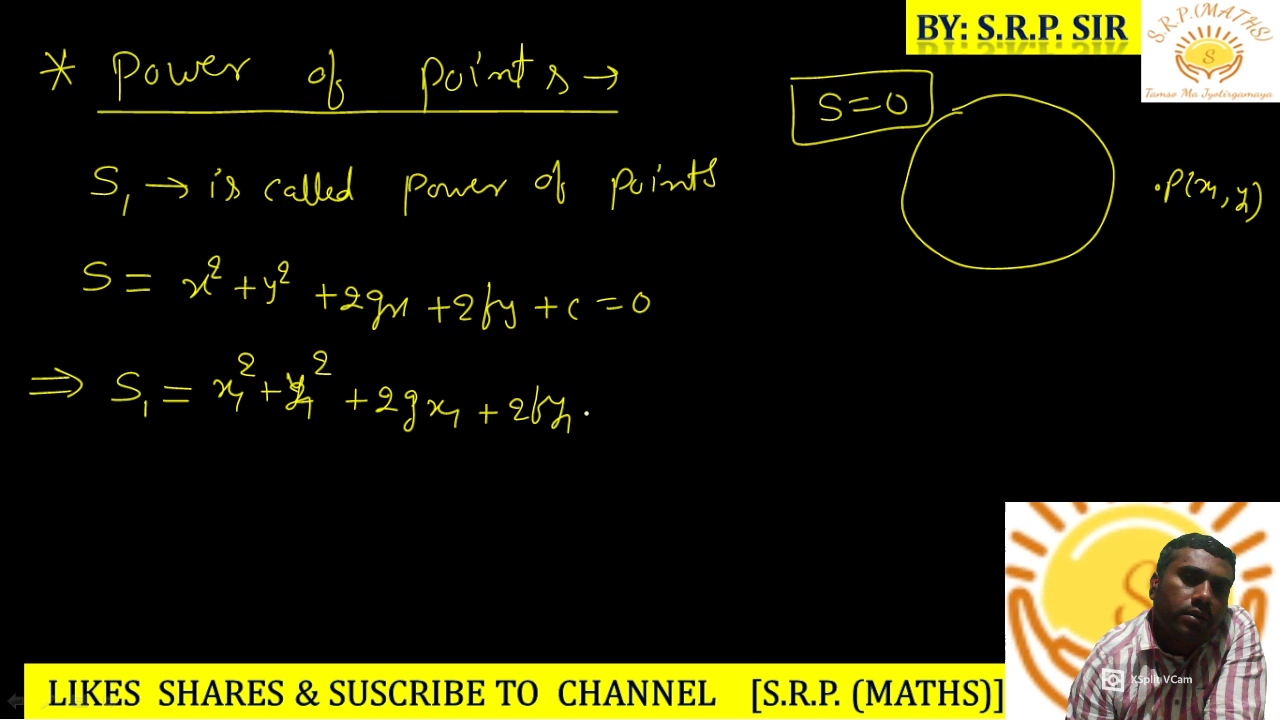 BY: S.R.P. SIR
S.R.P.(MATHS)
S
Tamso Ma Jyotirgamaya
* Power of points →
S=0
S₁ → is called power of points
.P(x₁, y₁)
S = x² + y² + 2gx + 2fy + c = 0
⇒ S₁ = x₁² + y₁² + 2gx₁ + 2fy₁
XSplit VCam
LIKES SHARES & SUSCRIBE TO CHANNEL [S.R.P. (MATHS)]